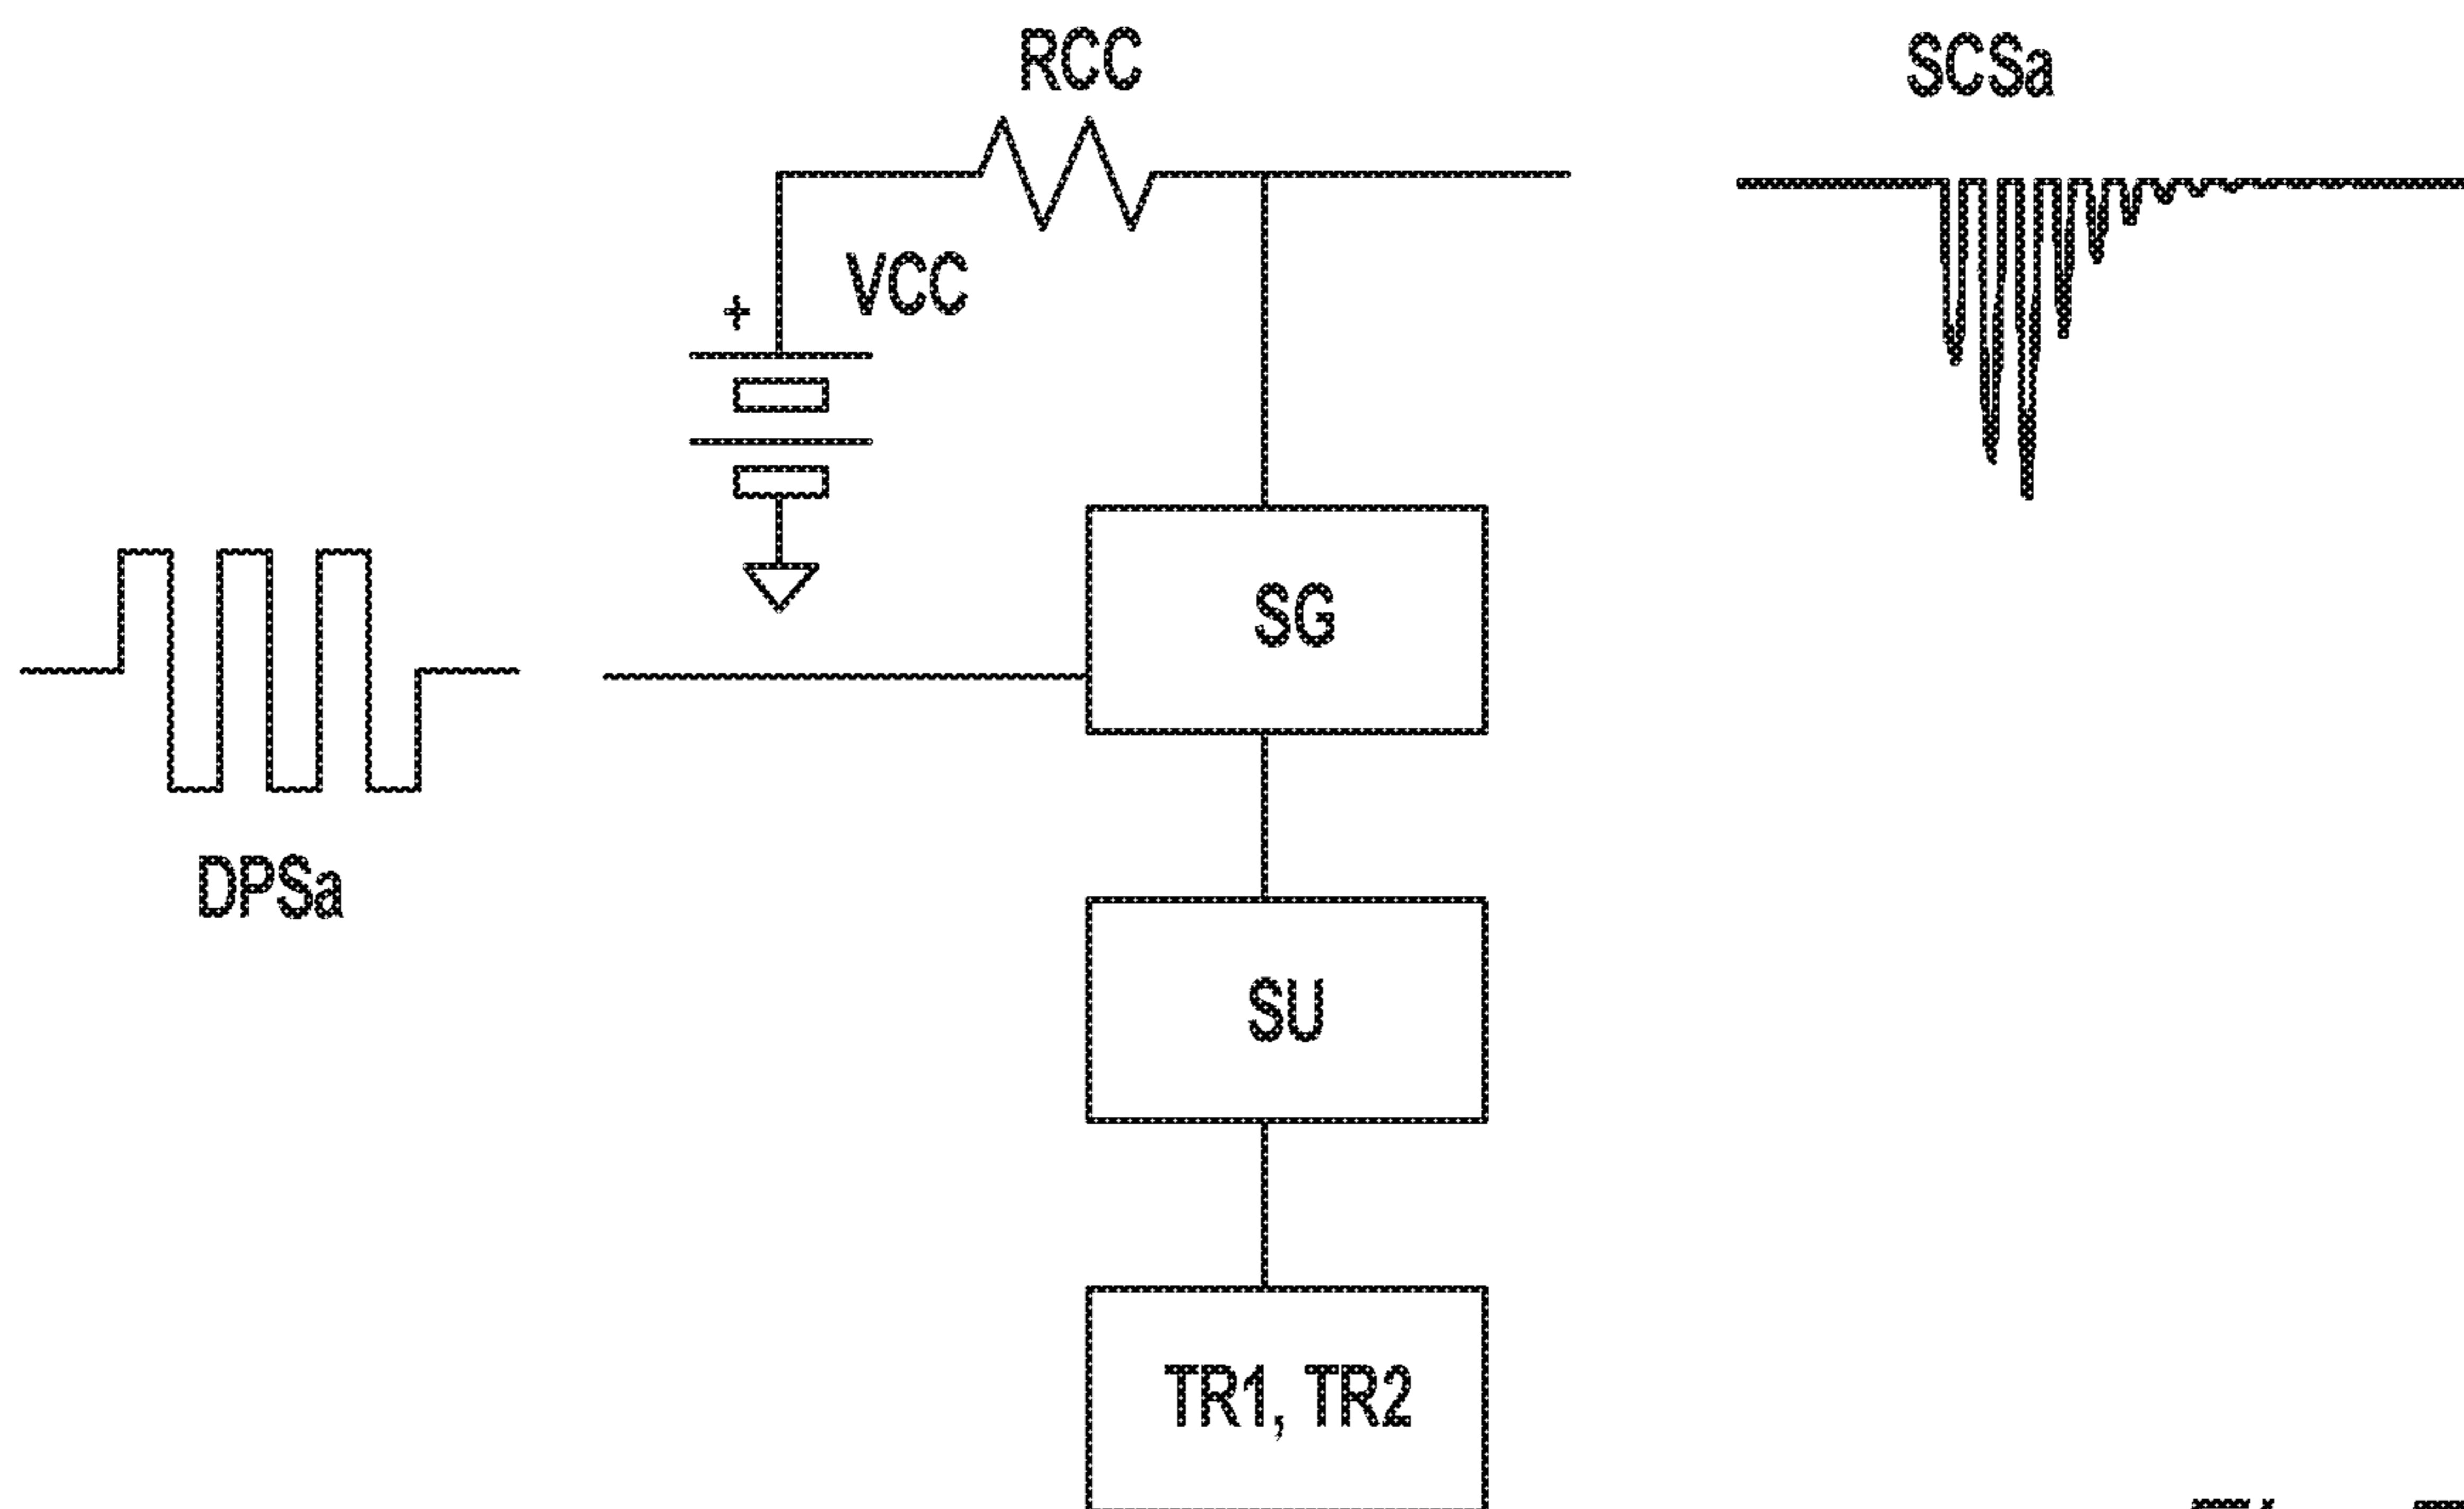 RCC
SCSa
VCC
+
SG
DPSa
SU
TR1, TR2